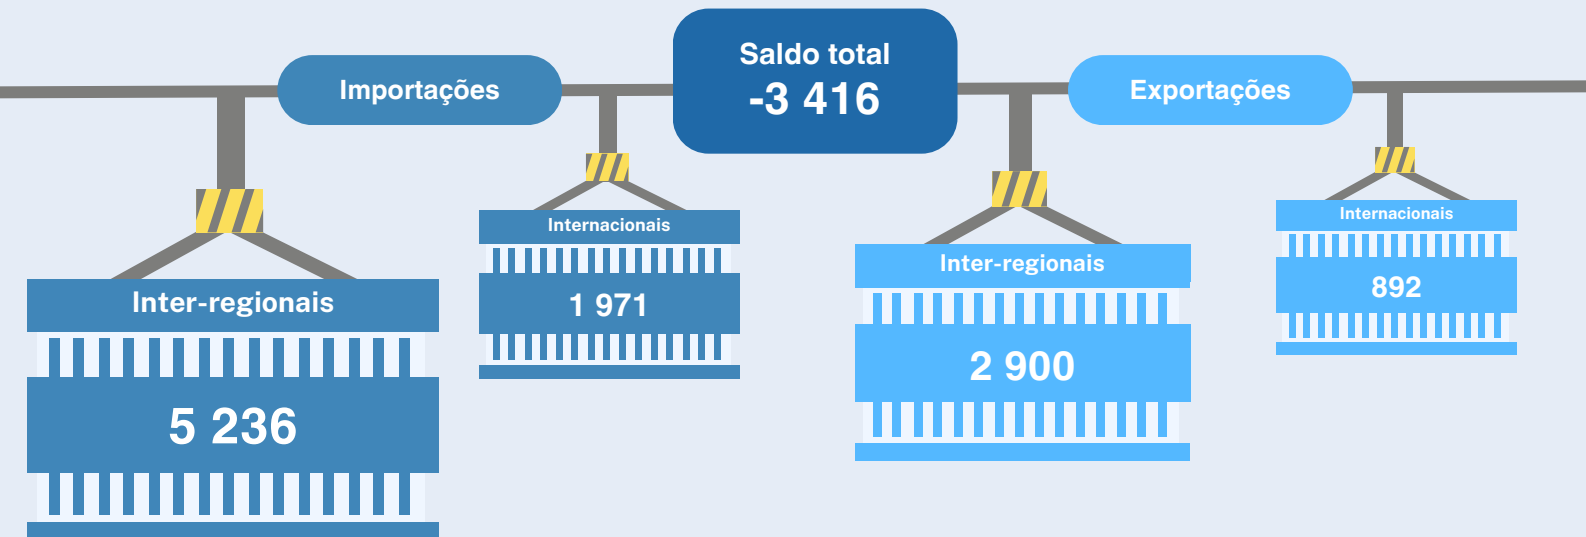 Saldo total
-3 416
Importações
Exportações
Inter-regionais
5 236
Internacionais
1 971
Inter-regionais
2 900
Internacionais
892